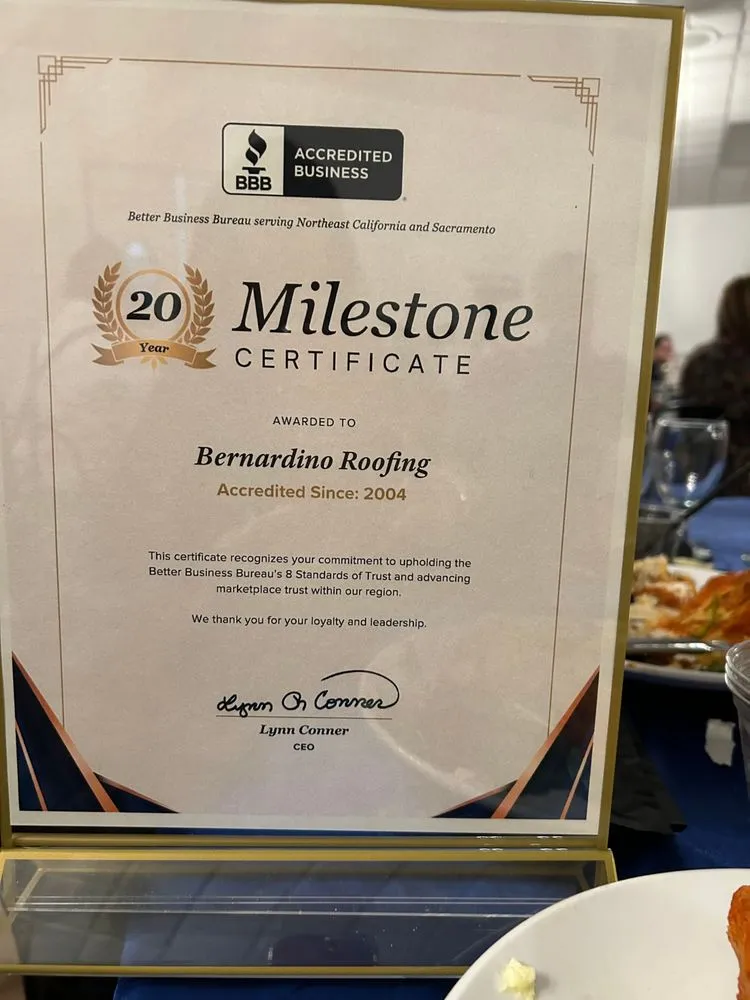 BBB
ACCREDITED
BUSINESS
Better Business Bureau serving Northeast California and Sacramento
20
Year
Milestone
CERTIFICATE
AWARDED TO
Bernardino Roofing
Accredited Since: 2004
This certificate recognizes your commitment to upholding the
Better Business Bureau's 8 Standards of Trust and advancing
marketplace trust within our region.
We thank you for your loyalty and leadership.
Lynn M Conner
Lynn Conner
CEO